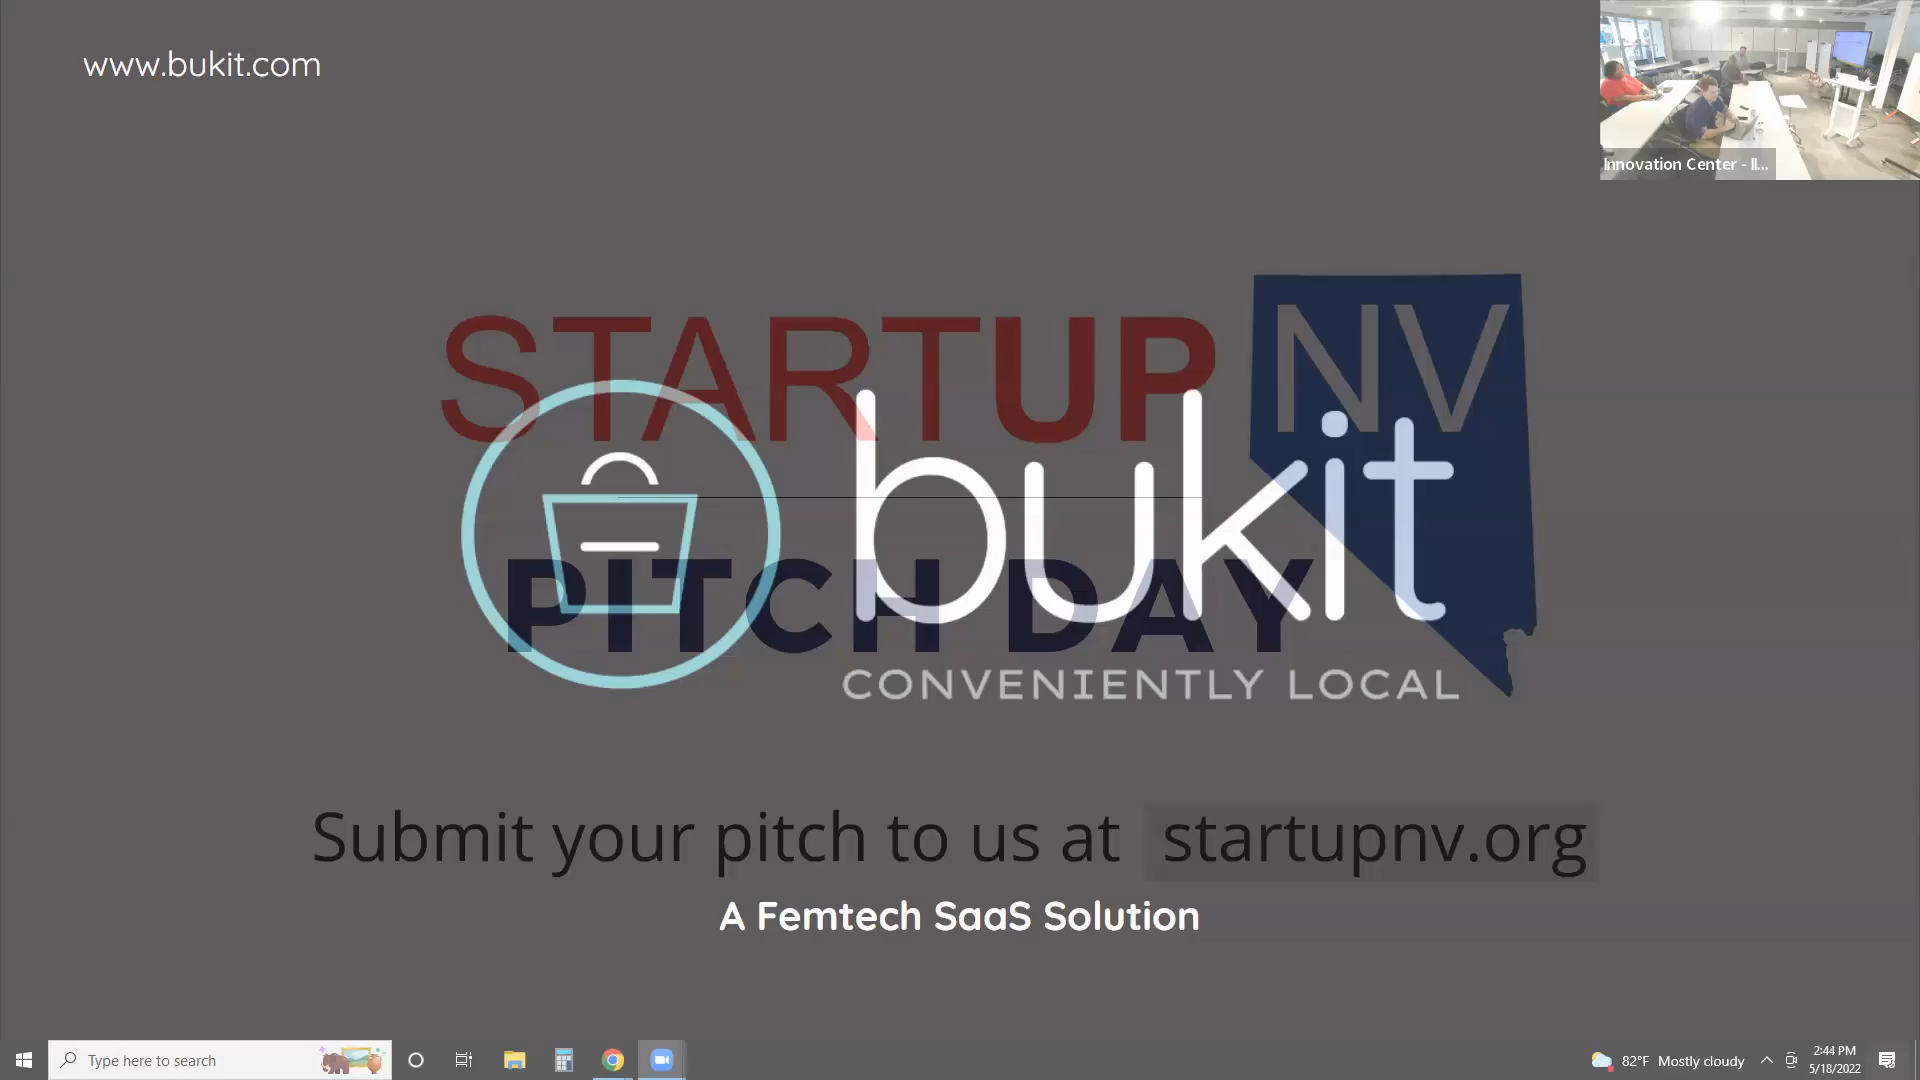 www.bukit.com
Innovation Center - Il...
STARTUP NV
bukit
PITCH DAY
CONVENIENTLY LOCAL
Submit your pitch to us at startupnv.org
A Femtech SaaS Solution
Type here to search
82°F Mostly cloudy
2:44 PM
5/18/2022